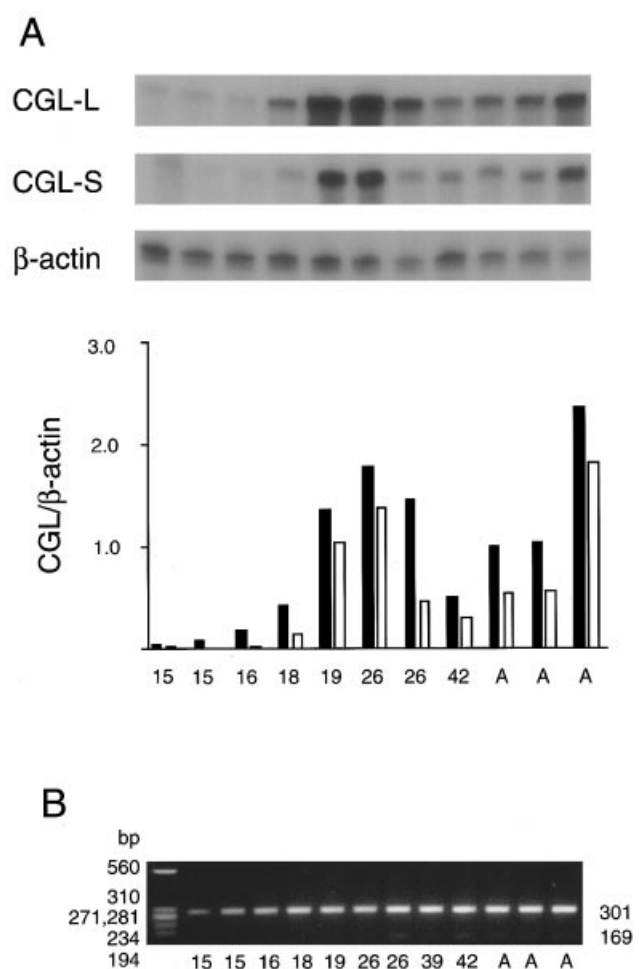 A
CGL-L
CGL-S
β-actin
3.0
2.0
1.0
CGL/β-actin
15 15 16 18 19 26 26 42 A A A
B
bp
560
310
271,281
234
194
301
169
15 15 16 18 19 26 26 39 42 A A A